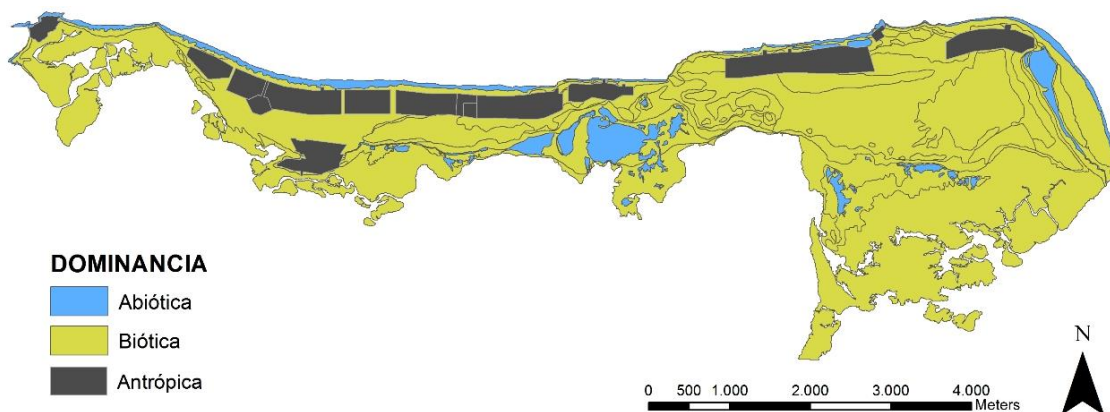 DOMINANCIA
Abiótica
Biótica
Antrópica
N
0 500 1.000 2.000 3.000 4.000
Meters